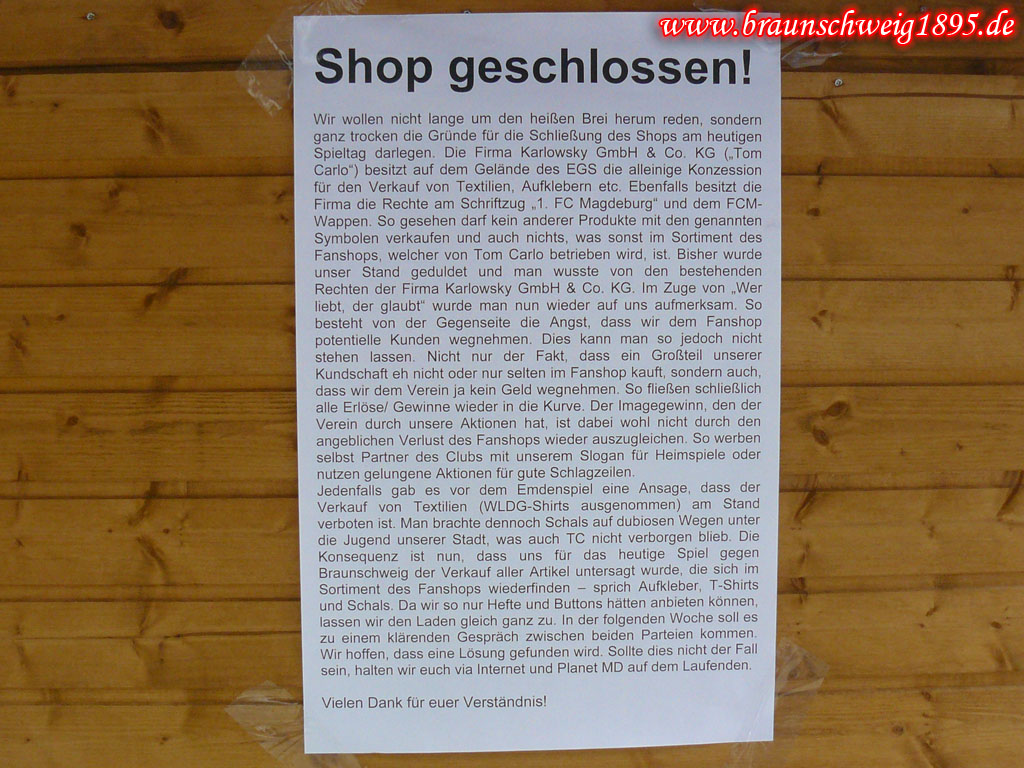 www.braunschweig1895.de
Shop geschlossen!
Wir wollen nicht lange um den heißen Brei herum reden, sondern
ganz trocken die Gründe für die Schließung des Shops am heutigen
Spieltag darlegen. Die Firma Karlowsky GmbH & Co. KG („Tom
Carlo“) besitzt auf dem Gelände des EGS die alleinige Konzession
für den Verkauf von Textilien, Aufklebern etc. Ebenfalls besitzt die
Firma die Rechte am Schriftzug „1. FC Magdeburg“ und dem FCM-
Wappen. So gesehen darf kein anderer Produkte mit den genannten
Symbolen verkaufen und auch nichts, was sonst im Sortiment des
Fanshops, welcher von Tom Carlo betrieben wird, ist. Bisher wurde
unser Stand geduldet und man wusste von den bestehenden
Rechten der Firma Karlowsky GmbH & Co. KG. Im Zuge von „Wer
liebt, der glaubt“ wurde man nun wieder auf uns aufmerksam. So
besteht von der Gegenseite die Angst, dass wir dem Fanshop
potentielle Kunden wegnehmen. Dies kann man so jedoch nicht
stehen lassen. Nicht nur der Fakt, dass ein Großteil unserer
Kundschaft eh nicht oder nur selten im Fanshop kauft, sondern auch,
dass wir dem Verein ja kein Geld wegnehmen. So fließen schließlich
alle Erlöse/ Gewinne wieder in die Kurve. Der Imagegewinn, den der
Verein durch unsere Aktionen hat, ist dabei wohl nicht durch den
angeblichen Verlust des Fanshops wieder auszugleichen. So werben
selbst Partner des Clubs mit unserem Slogan für Heimspiele oder
nutzen gelungene Aktionen für gute Schlagzeilen.
Jedenfalls gab es vor dem Emdenspiel eine Ansage, dass der
Verkauf von Textilien (WLDG-Shirts ausgenommen) am Stand
verboten ist. Man brachte dennoch Schals auf dubiosen Wegen unter
die Jugend unserer Stadt, was auch TC nicht verborgen blieb. Die
Konsequenz ist nun, dass uns für das heutige Spiel gegen
Braunschweig der Verkauf aller Artikel untersagt wurde, die sich im
Sortiment des Fanshops wiederfinden – sprich Aufkleber, T-Shirts
und Schals. Da wir so nur Hefte und Buttons hätten anbieten können,
lassen wir den Laden gleich ganz zu. In der folgenden Woche soll es
zu einem klärenden Gespräch zwischen beiden Parteien kommen.
Wir hoffen, dass eine Lösung gefunden wird. Sollte dies nicht der Fall
sein, halten wir euch via Internet und Planet MD auf dem Laufenden.
Vielen Dank für euer Verständnis!